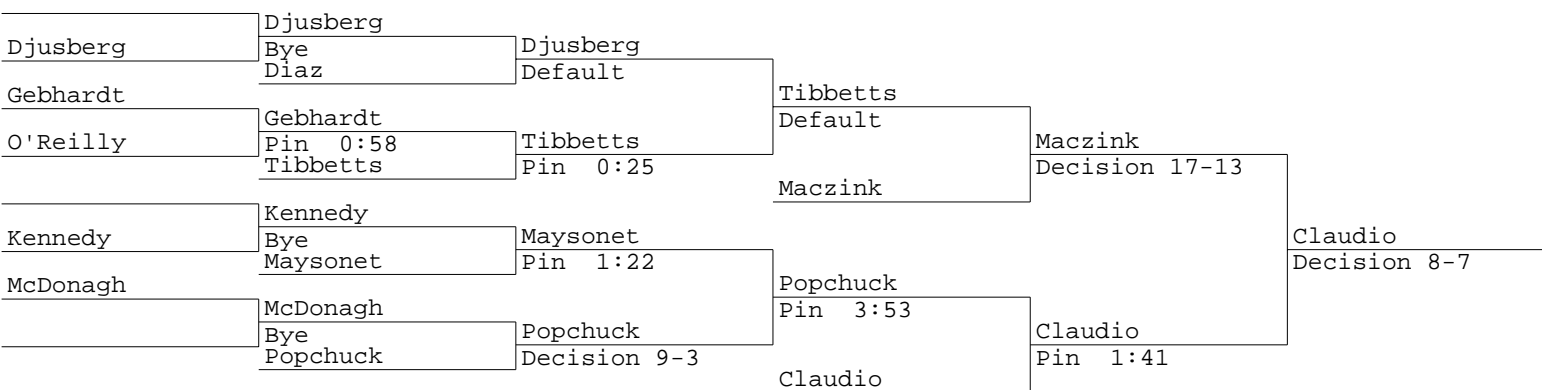 Djusberg
Djusberg
Bye
Diaz
Djusberg
Default
Gebhardt
O'Reilly
Gebhardt
Pin 0:58
Tibbetts
Tibbetts
Pin 0:25
Tibbetts
Default
Maczink
Maczink
Decision 17-13
Kennedy
Kennedy
Bye
Maysonet
Maysonet
Pin 1:22
McDonagh
McDonagh
Bye
Popchuck
Popchuck
Decision 9-3
Popchuck
Pin 3:53
Claudio
Claudio
Pin 1:41
Claudio
Decision 8-7